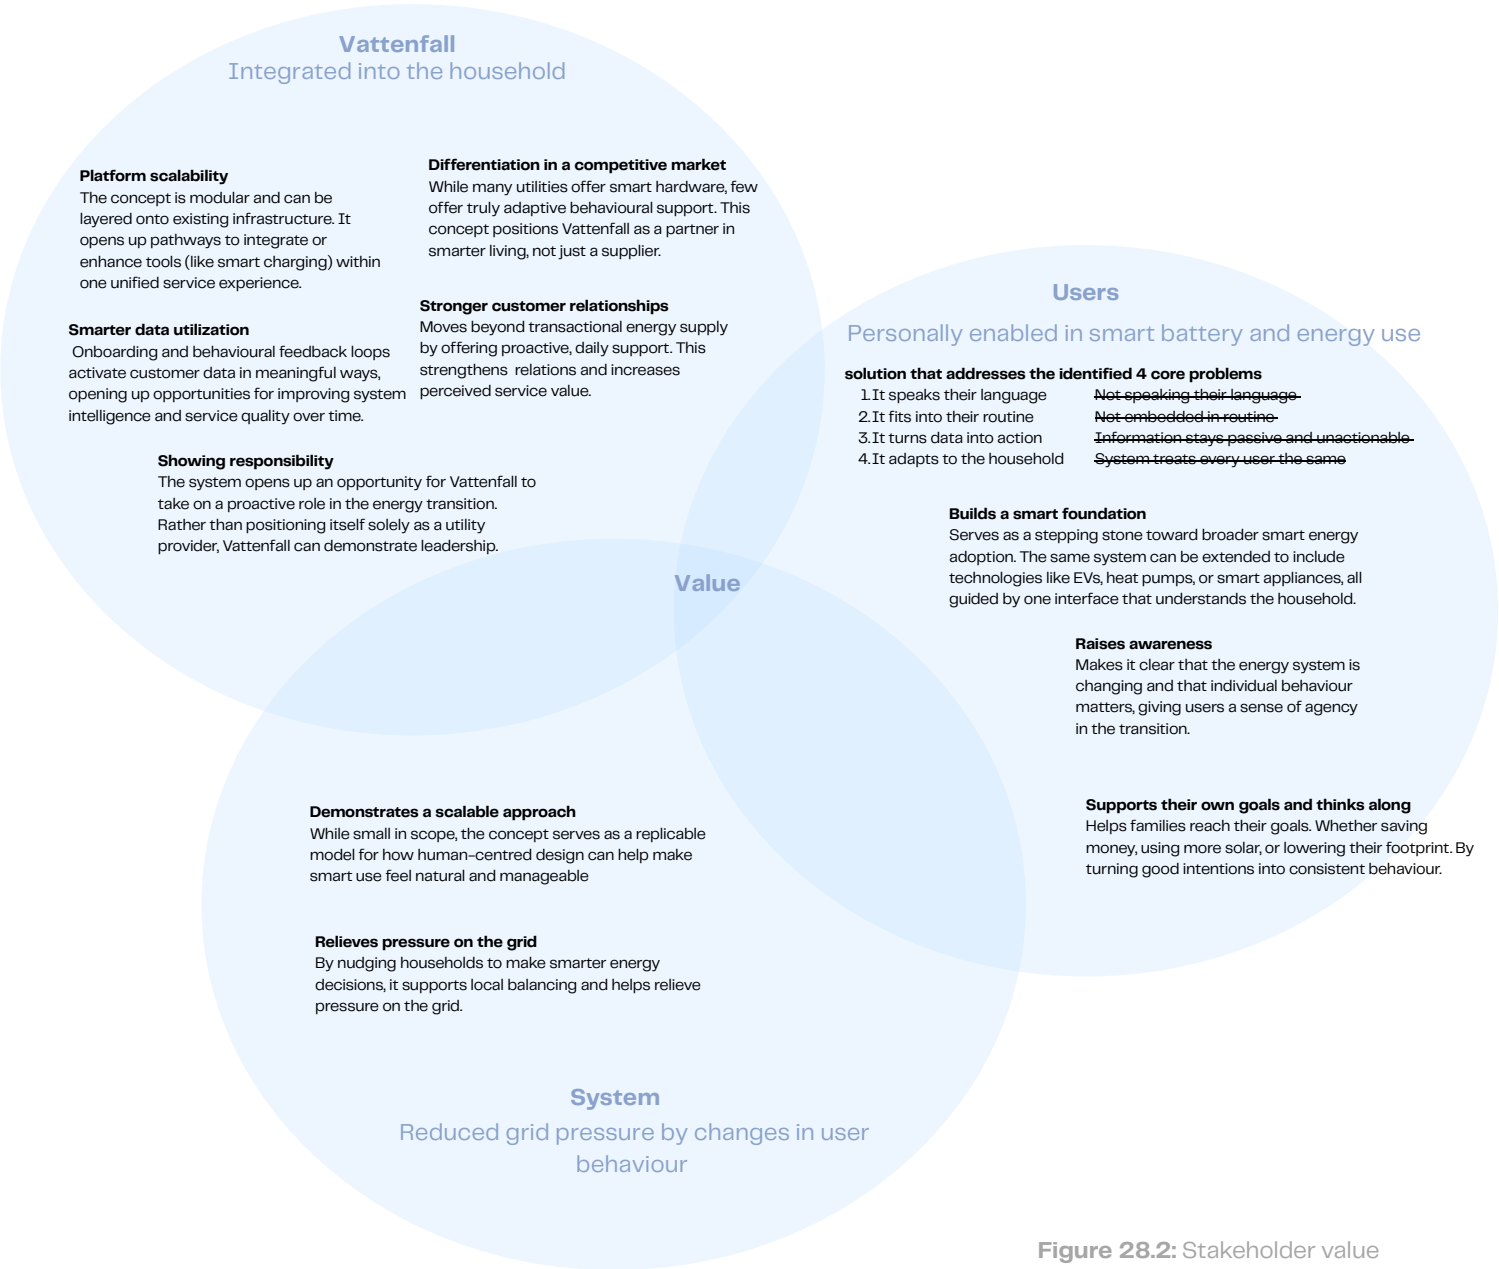 Vattenfall
Integrated into the household
Platform scalability
The concept is modular and can be
layered onto existing infrastructure. It
opens up pathways to integrate or
enhance tools (like smart charging) within
one unified service experience.
Differentiation in a competitive market
While many utilities offer smart hardware, few
offer truly adaptive behavioural support. This
concept positions Vattenfall as a partner in
smarter living, not just a supplier.
Smarter data utilization
Onboarding and behavioural feedback loops
activate customer data in meaningful ways,
opening up opportunities for improving system
intelligence and service quality over time.
Stronger customer relationships
Moves beyond transactional energy supply
by offering proactive, daily support. This
strengthens  relations and increases
perceived service value.
Showing responsibility
The system opens up an opportunity for Vattenfall to
take on a proactive role in the energy transition.
Rather than positioning itself solely as a utility
provider, Vattenfall can demonstrate leadership.
Users
Personally enabled in smart battery and energy use
solution that addresses the identified 4 core problems
1. It speaks their language Not speaking their language
2. It fits into their routine Not embedded in routine
3. It turns data into action Information stays passive and unactionable
4. It adapts to the household System treats every user the same
Builds a smart foundation
Serves as a stepping stone toward broader smart energy
adoption. The same system can be extended to include
technologies like EVs, heat pumps, or smart appliances, all
guided by one interface that understands the household.
Value
Raises awareness
Makes it clear that the energy system is
changing and that individual behaviour
matters, giving users a sense of agency
in the transition.
Supports their own goals and thinks along
Helps families reach their goals. Whether saving
money, using more solar, or lowering their footprint. By
turning good intentions into consistent behaviour.
Demonstrates a scalable approach
While small in scope, the concept serves as a replicable
model for how human-centred design can help make
smart use feel natural and manageable
Relieves pressure on the grid
By nudging households to make smarter energy
decisions, it supports local balancing and helps relieve
pressure on the grid.
System
Reduced grid pressure by changes in user
behaviour
Figure 28.2: Stakeholder value